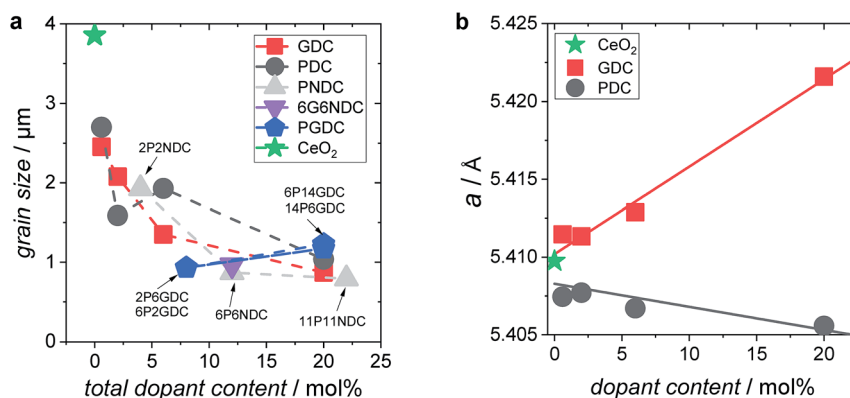 a
4
3
2
1
0
grain size / μm
GDC
PDC
PNDC
6G6NDC
PGDC
CeO₂
2P2NDC
6P14GDC
14P6GDC
2P6GDC
6P2GDC
6P6NDC
11P11NDC
0 5 10 15 20 25
total dopant content / mol%
b
5.425
5.420
5.415
5.410
5.405
a / Å
CeO₂
GDC
PDC
0 5 10 15 20
dopant content / mol%